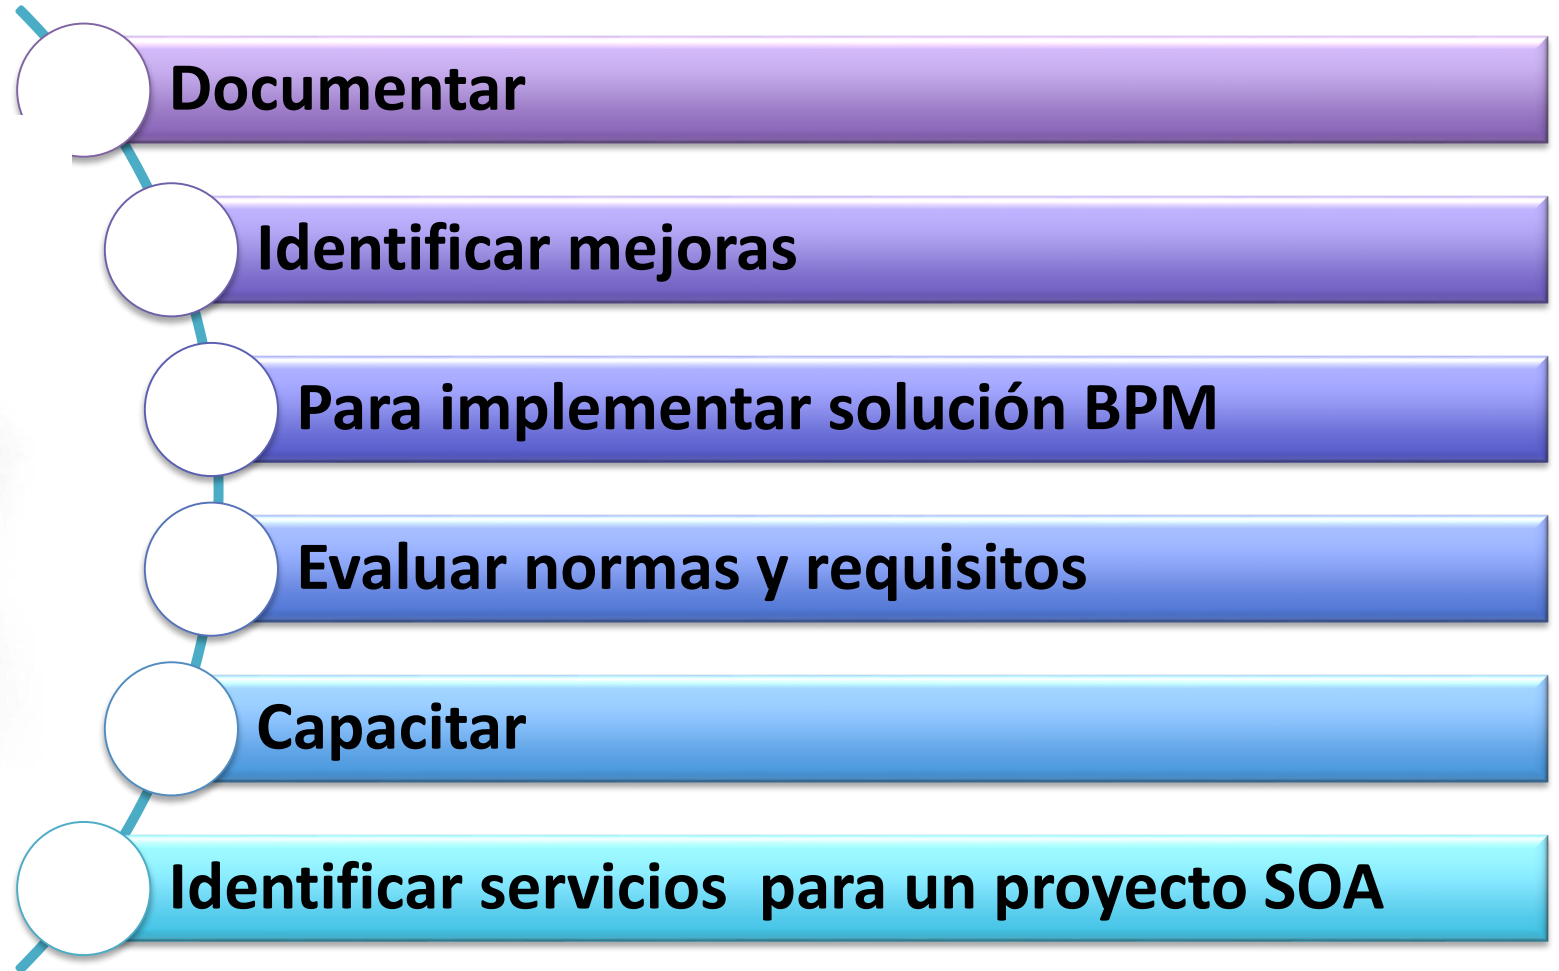 Documentar
Identificar mejoras
Para implementar solución BPM
Evaluar normas y requisitos
Capacitar
Identificar servicios  para un proyecto SOA